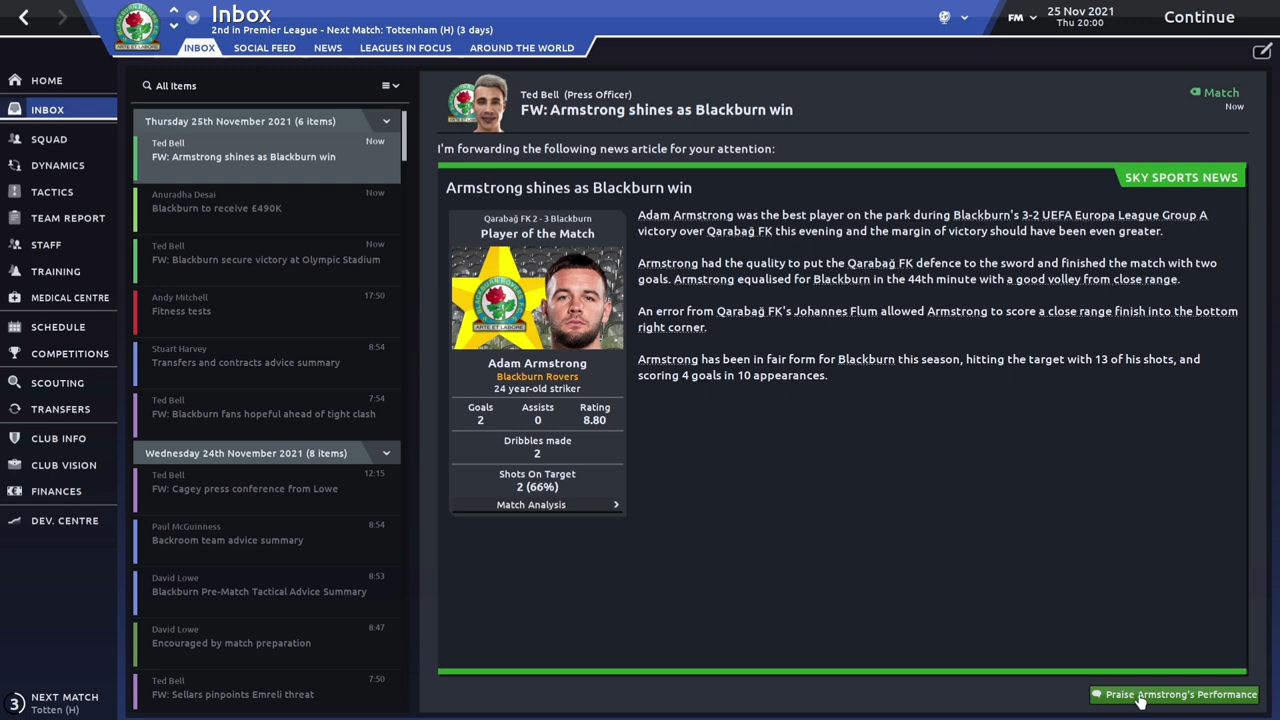 Inbox
2nd in Premier League - Next Match: Tottenham (H) (3 days)
FM
25 Nov 2021
Thu 20:00
Continue
INBOX
SOCIAL FEED
NEWS
LEAGUES IN FOCUS
AROUND THE WORLD
HOME
INBOX
SQUAD
DYNAMICS
TACTICS
TEAM REPORT
STAFF
TRAINING
MEDICAL CENTRE
SCHEDULE
COMPETITIONS
SCOUTING
TRANSFERS
CLUB INFO
CLUB VISION
FINANCES
DEV. CENTRE
3
NEXT MATCH
Totten (H)
All Items
Thursday 25th November 2021 (6 items)
Ted Bell Now
FW: Armstrong shines as Blackburn win
Anuradha Desai Now
Blackburn to receive £490K
Ted Bell Now
FW: Blackburn secure victory at Olympic Stadium
Andy Mitchell 17:50
Fitness tests
Stuart Harvey 8:54
Transfers and contracts advice summary
Ted Bell 7:54
FW: Blackburn fans hopeful ahead of tight clash
Wednesday 24th November 2021 (8 items)
Ted Bell 12:15
FW: Cagey press conference from Lowe
Paul McGuinness 8:54
Backroom team advice summary
David Lowe 8:53
Blackburn Pre-Match Tactical Advice Summary
David Lowe 8:47
Encouraged by match preparation
Ted Bell 7:50
FW: Sellars pinpoints Emreli threat
Ted Bell (Press Officer)
FW: Armstrong shines as Blackburn win
Match
Now
I'm forwarding the following news article for your attention:
SKY SPORTS NEWS
Armstrong shines as Blackburn win
Qarabağ FK 2 - 3 Blackburn
Player of the Match
BLACKBURN ROVERS F.C.
ARTE ET LABORE
Adam Armstrong
Blackburn Rovers
24 year-old striker
Goals Assists Rating
2 0 8.80
Dribbles made
2
Shots On Target
2 (66%)
Match Analysis
Adam Armstrong was the best player on the park during Blackburn's 3-2 UEFA Europa League Group A
victory over Qarabağ FK this evening and the margin of victory should have been even greater.
Armstrong had the quality to put the Qarabağ FK defence to the sword and finished the match with two
goals. Armstrong equalised for Blackburn in the 44th minute with a good volley from close range.
An error from Qarabağ FK's Johannes Flum allowed Armstrong to score a close range finish into the bottom
right corner.
Armstrong has been in fair form for Blackburn this season, hitting the target with 13 of his shots, and
scoring 4 goals in 10 appearances.
Praise Armstrong's Performance